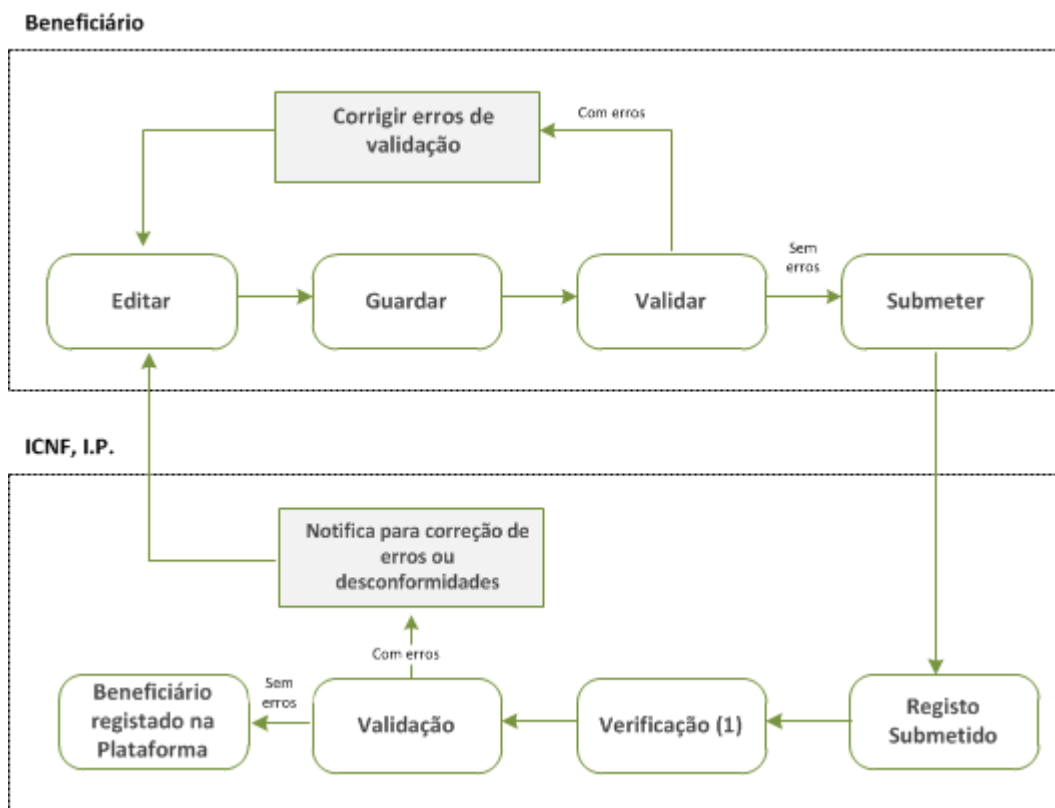 Beneficiário
Corrigir erros de
validação
Com erros
Editar
Guardar
Validar
Sem
erros
Submeter
ICNF, I.P.
Notifica para correção de
erros ou
desconformidades
Com erros
Beneficiário
registado na
Plataforma
Sem
erros
Validação
Verificação (1)
Registo
Submetido